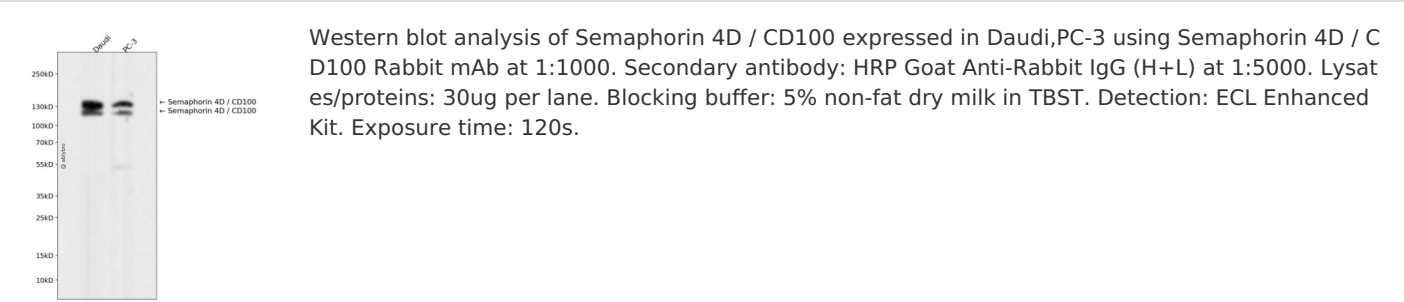 Daudi
PC-3
250kD
130kD
100kD
70kD
55kD
35kD
25kD
15kD
10kD
← Semaphorin 4D / CD100
← Semaphorin 4D / CD100
Western blot analysis of Semaphorin 4D / CD100 expressed in Daudi,PC-3 using Semaphorin 4D / C
D100 Rabbit mAb at 1:1000. Secondary antibody: HRP Goat Anti-Rabbit IgG (H+L) at 1:5000. Lysat
es/proteins: 30ug per lane. Blocking buffer: 5% non-fat dry milk in TBST. Detection: ECL Enhanced
Kit. Exposure time: 120s.